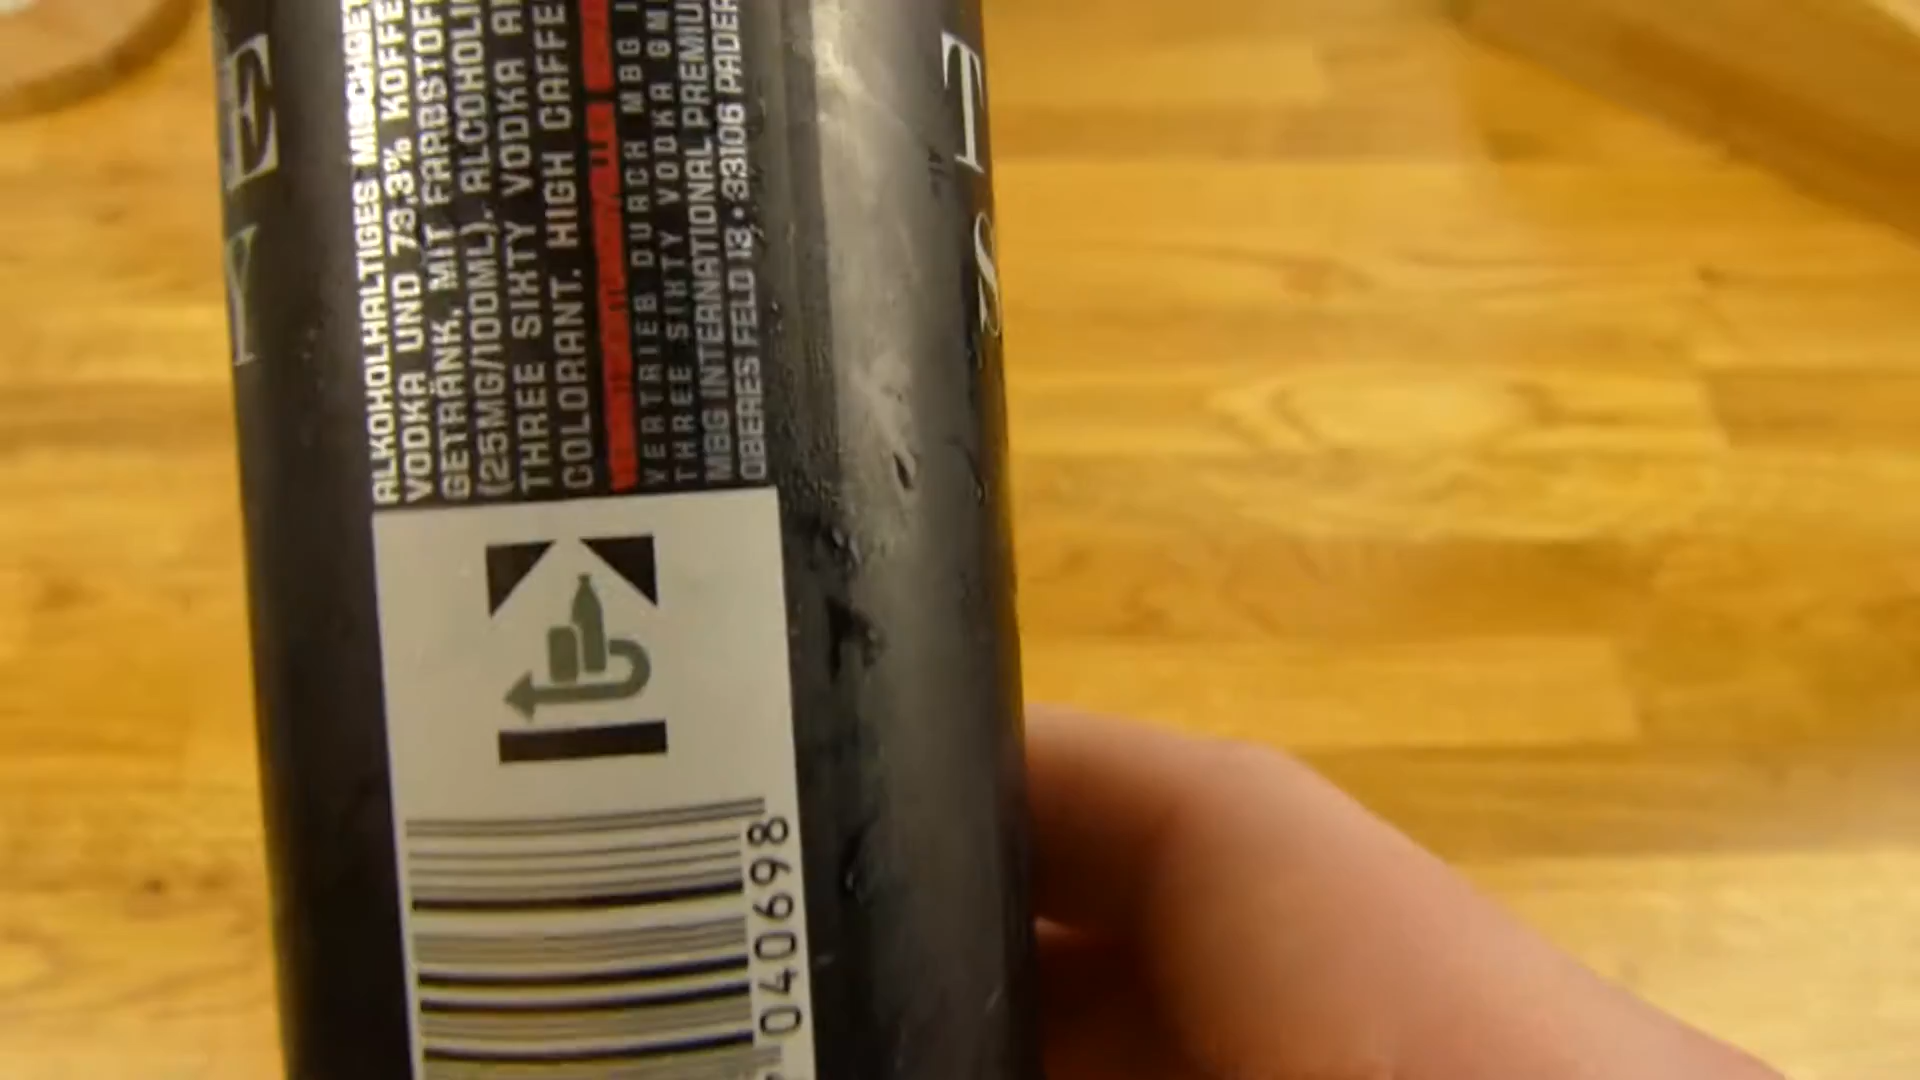 ALKOHOLHALTIGES MISCHGET
VODKA UND 73,3% KOFFE
GETRÄNK, MIT FARBSTOFF
(25MG/100ML). ALCOHOLI
THREE SIXTY VODKA A
COLORANT. HIGH CAFFE
VERTRIEB DURCH MBG I
THREE SIXTY VODKA GM
MBG INTERNATIONAL PREMIU
OBERES FELD 13 • 33106 PADER
040698
E
Y
T
S